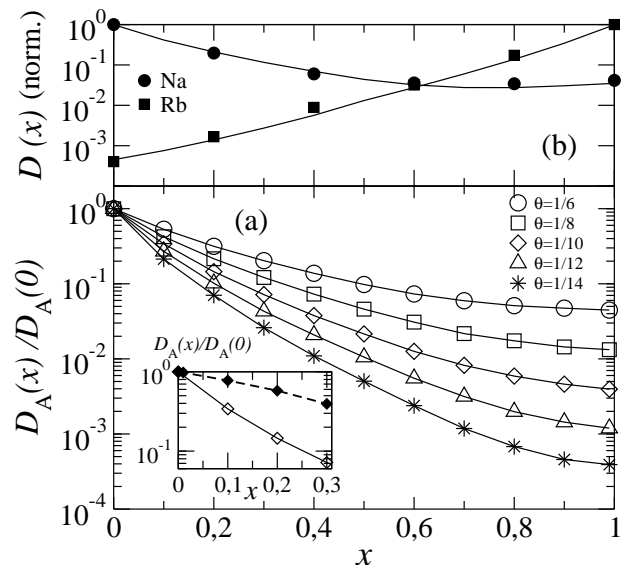 D (x) (norm.)
10^0
10^-1
10^-2
10^-3
Na
Rb
(b)
D_A(x)/D_A(0)
10^0
10^-1
10^-2
10^-3
10^-4
(a)
θ=1/6
θ=1/8
θ=1/10
θ=1/12
θ=1/14
D_A(x)/D_A(0)
10^0
10^-1
0 0,1 0,2 0,3
x
0 0,2 0,4 0,6 0,8 1
x